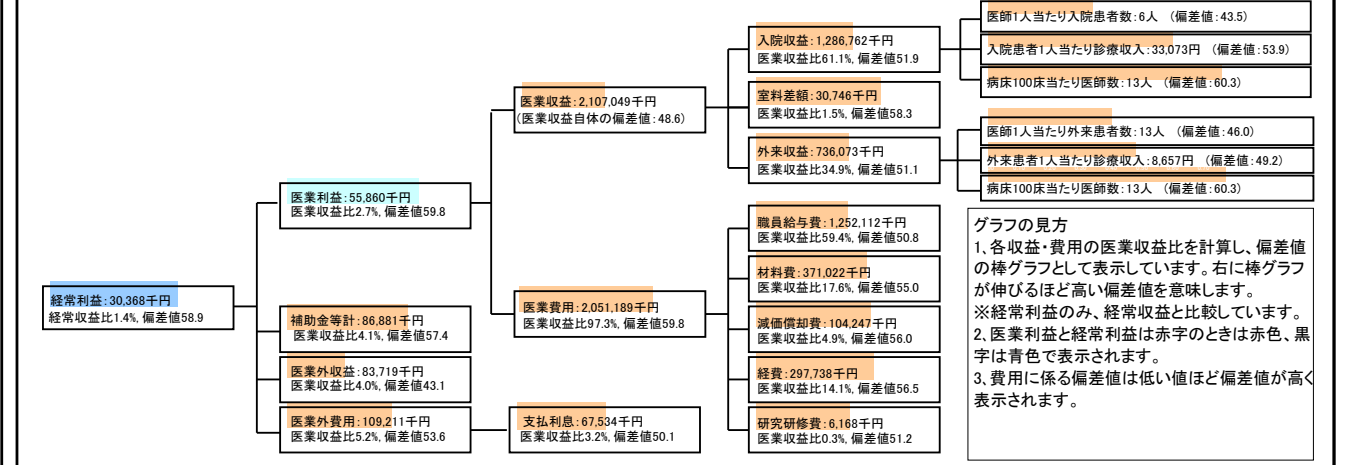 経常利益:30,368千円
経常収益比1.4%, 偏差値58.9
医業利益:55,860千円
医業収益比2.7%, 偏差値59.8
補助金等計:86,881千円
医業収益比4.1%, 偏差値57.4
医業外収益:83,719千円
医業収益比4.0%, 偏差値43.1
医業外費用:109,211千円
医業収益比5.2%, 偏差値53.6
医業収益:2,107,049千円
(医業収益自体の偏差値:48.6)
医業費用:2,051,189千円
医業収益比97.3%, 偏差値59.8
支払利息:67,534千円
医業収益比3.2%, 偏差値50.1
入院収益:1,286,762千円
医業収益比61.1%, 偏差値51.9
室料差額:30,746千円
医業収益比1.5%, 偏差値58.3
外来収益:736,073千円
医業収益比34.9%, 偏差値51.1
職員給与費:1,252,112千円
医業収益比59.4%, 偏差値50.8
材料費:371,022千円
医業収益比17.6%, 偏差値55.0
減価償却費:104,247千円
医業収益比4.9%, 偏差値56.0
経費:297,738千円
医業収益比14.1%, 偏差値56.5
研究研修費:6,168千円
医業収益比0.3%, 偏差値51.2
医師1人当たり入院患者数:6人 (偏差値:43.5)
入院患者1人当たり診療収入:33,073円 (偏差値:53.9)
病床100床当たり医師数:13人 (偏差値:60.3)
医師1人当たり外来患者数:13人 (偏差値:46.0)
外来患者1人当たり診療収入:8,657円 (偏差値:49.2)
病床100床当たり医師数:13人 (偏差値:60.3)
グラフの見方
1、各収益・費用の医業収益比を計算し、偏差値
の棒グラフとして表示しています。右に棒グラフ
が伸びるほど高い偏差値を意味します。
※経常利益のみ、経常収益と比較しています。
2、医業利益と経常利益は赤字のときは赤色、黒
字は青色で表示されます。
3、費用に係る偏差値は低い値ほど偏差値が高く
表示されます。